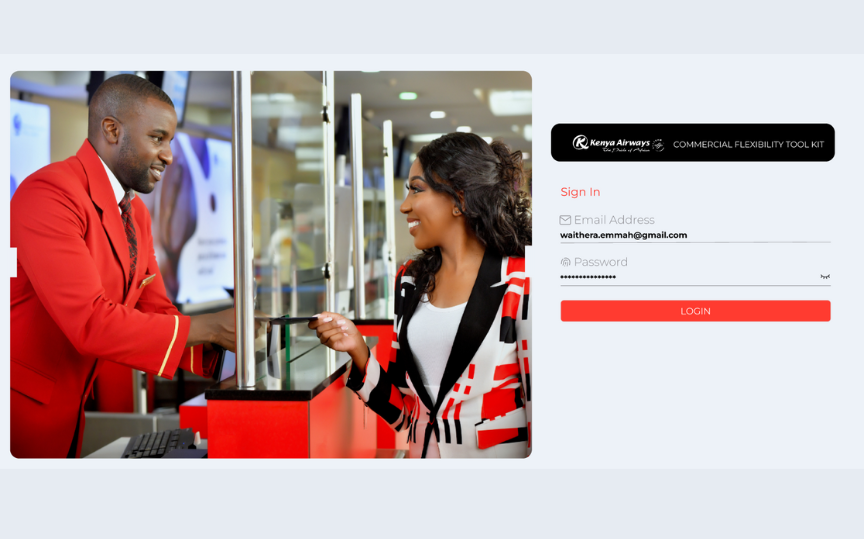 Kenya Airways
The Pride of Africa
COMMERCIAL FLEXIBILITY TOOL KIT
Sign In
Email Address
waithera.emmah@gmail.com
Password
***************
LOGIN